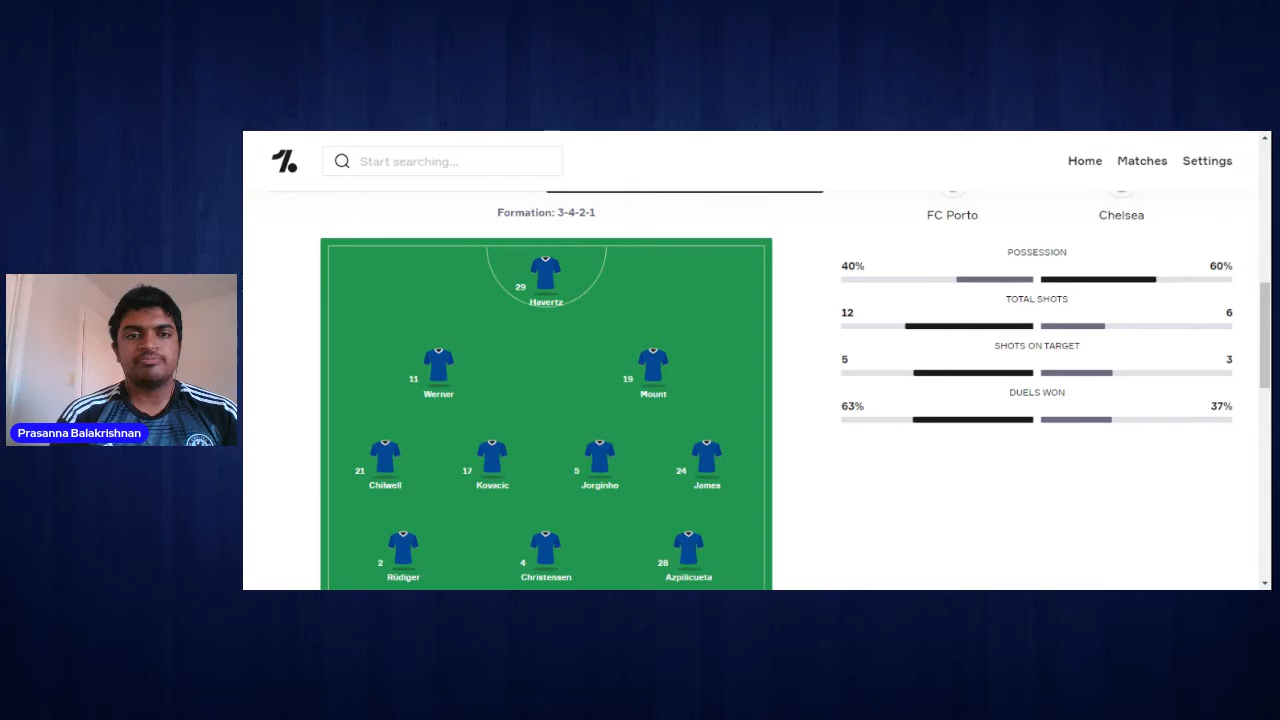 Start searching...
Home Matches Settings
Formation: 3-4-2-1
29
Havertz
11
Werner
19
Mount
21
Chilwell
17
Kovacic
5
Jorginho
24
James
2
Rüdiger
4
Christensen
28
Azpilicueta
FC Porto Chelsea
POSSESSION
40% 60%
TOTAL SHOTS
12 6
SHOTS ON TARGET
5 3
DUELS WON
63% 37%
Prasanna Balakrishnan